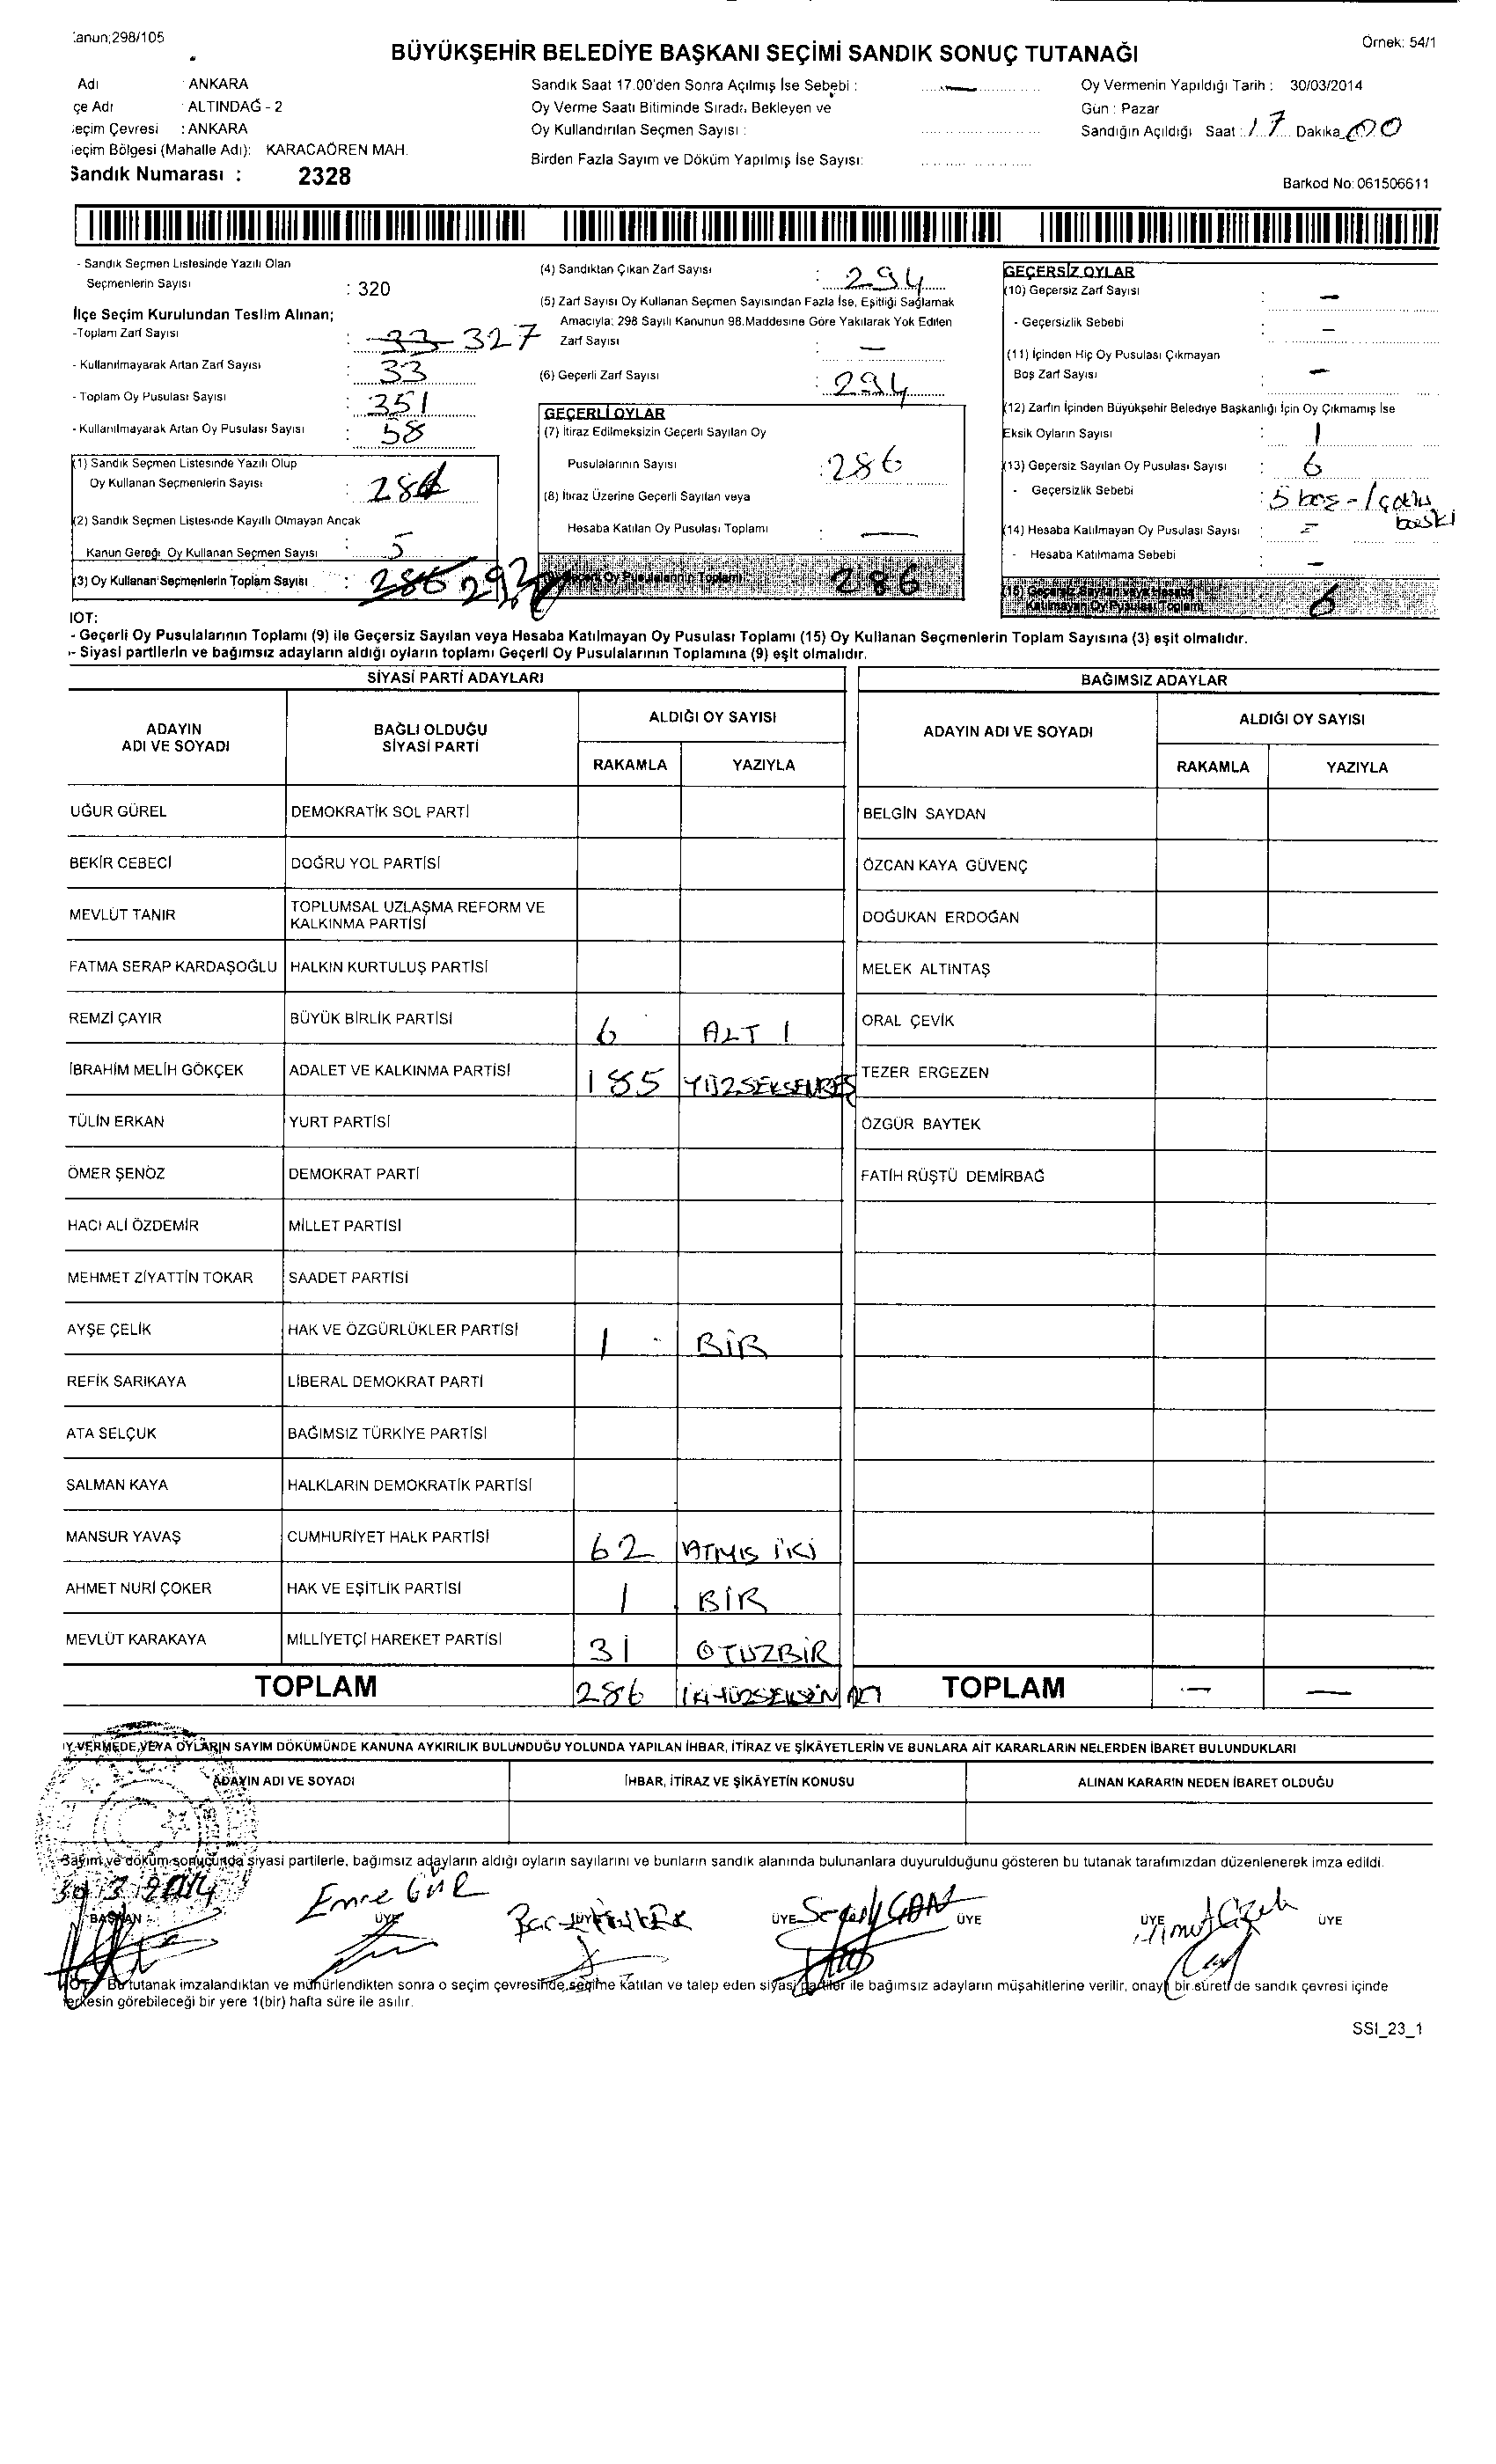 :anun;298/105
Örnek: 54/1
BÜYÜKŞEHİR BELEDİYE BAŞKANI SEÇİMİ SANDIK SONUÇ TUTANAĞI
Adı : ANKARA
çe Adı : ALTINDAĞ - 2
seçim Çevresi : ANKARA
seçim Bölgesi (Mahalle Adı): KARACAÖREN MAH.
Sandık Numarası : 2328
Sandık Saat 17.00'den Sonra Açılmış İse Sebebi :
Oy Verme Saati Bitiminde Sırada Bekleyen ve
Oy Kullandırılan Seçmen Sayısı :
Birden Fazla Sayım ve Döküm Yapılmış İse Sayısı:
Oy Vermenin Yapıldığı Tarih : 30/03/2014
Gün : Pazar
Sandığın Açıldığı Saat : 17 Dakika 00
Barkod No: 061506611
- Sandık Seçmen Listesinde Yazılı Olan
Seçmenlerin Sayısı : 320
İlçe Seçim Kurulundan Teslim Alınan;
-Toplam Zarf Sayısı : 33 327
- Kullanılmayarak Artan Zarf Sayısı : 33
- Toplam Oy Pusulası Sayısı : 351
- Kullanılmayarak Artan Oy Pusulası Sayısı : 58
(1) Sandık Seçmen Listesinde Yazılı Olup
Oy Kullanan Seçmenlerin Sayısı :
(2) Sandık Seçmen Listesinde Kayıtlı Olmayan Ancak
Kanun Gereği Oy Kullanan Seçmen Sayısı : 5
(3) Oy Kullanan Seçmenlerin Toplam Sayısı : 286
(4) Sandıktan Çıkan Zarf Sayısı : 294
(5) Zarf Sayısı Oy Kullanan Seçmen Sayısından Fazla İse, Eşitliği Sağlamak
Amacıyla; 298 Sayılı Kanunun 98.Maddesine Göre Yakılarak Yok Edilen
Zarf Sayısı : -
(6) Geçerli Zarf Sayısı : 294
GEÇERLİ OYLAR
(7) İtiraz Edilmeksizin Geçerli Sayılan Oy
Pusulalarının Sayısı : 286
(8) İtiraz Üzerine Geçerli Sayılan veya
Hesaba Katılan Oy Pusulası Toplamı : -
Geçerli Oy Pusulalarının Toplamı 286
GEÇERSİZ OYLAR
(10) Geçersiz Zarf Sayısı : -
- Geçersizlik Sebebi : -
(11) İçinden Hiç Oy Pusulası Çıkmayan
Boş Zarf Sayısı : -
(12) Zarfın İçinden Büyükşehir Belediye Başkanlığı İçin Oy Çıkmamış İse
Eksik Oyların Sayısı : 1
(13) Geçersiz Sayılan Oy Pusulası Sayısı : 6
- Geçersizlik Sebebi : 5 boş - 1 çoklu
baskı
(14) Hesaba Katılmayan Oy Pusulası Sayısı : -
- Hesaba Katılmama Sebebi : -
(15) Geçersiz Sayılan veya Hesaba
Katılmayan Oy Pusulası Toplamı : 6
IOT:
- Geçerli Oy Pusulalarının Toplamı (9) ile Geçersiz Sayılan veya Hesaba Katılmayan Oy Pusulası Toplamı (15) Oy Kullanan Seçmenlerin Toplam Sayısına (3) eşit olmalıdır.
- Siyasi partilerin ve bağımsız adayların aldığı oyların toplamı Geçerli Oy Pusulalarının Toplamına (9) eşit olmalıdır.
SİYASİ PARTİ ADAYLARI
BAĞIMSIZ ADAYLAR
ADAYIN ADI VE SOYADI
BAĞLI OLDUĞU SİYASİ PARTİ
ALDIĞI OY SAYISI
RAKAMLA YAZIYLA
ADAYIN ADI VE SOYADI
ALDIĞI OY SAYISI
RAKAMLA YAZIYLA
UĞUR GÜREL DEMOKRATİK SOL PARTİ BELGİN SAYDAN
BEKİR CEBECİ DOĞRU YOL PARTİSİ ÖZCAN KAYA GÜVENÇ
MEVLÜT TANIR TOPLUMSAL UZLAŞMA REFORM VE KALKINMA PARTİSİ DOĞUKAN ERDOĞAN
FATMA SERAP KARDAŞOĞLU HALKIN KURTULUŞ PARTİSİ MELEK ALTINTAŞ
REMZİ ÇAYIR BÜYÜK BİRLİK PARTİSİ 6 ALTI ORAL ÇEVİK
İBRAHİM MELİH GÖKÇEK ADALET VE KALKINMA PARTİSİ 185 YÜZSEKSENBEŞ TEZER ERGEZEN
TÜLİN ERKAN YURT PARTİSİ ÖZGÜR BAYTEK
ÖMER ŞENÖZ DEMOKRAT PARTİ FATİH RÜŞTÜ DEMİRBAĞ
HACI ALİ ÖZDEMİR MİLLET PARTİSİ
MEHMET ZİYATTİN TOKAR SAADET PARTİSİ
AYŞE ÇELİK HAK VE ÖZGÜRLÜKLER PARTİSİ 1 BİR
REFİK SARIKAYA LİBERAL DEMOKRAT PARTİ
ATA SELÇUK BAĞIMSIZ TÜRKİYE PARTİSİ
SALMAN KAYA HALKLARIN DEMOKRATİK PARTİSİ
MANSUR YAVAŞ CUMHURİYET HALK PARTİSİ 62 ATMIŞ İKİ
AHMET NURİ ÇOKER HAK VE EŞİTLİK PARTİSİ 1 BİR
MEVLÜT KARAKAYA MİLLİYETÇİ HAREKET PARTİSİ 31 OTUZBİR
TOPLAM 286 İKİYÜZSEKSEN ALTI TOPLAM - -
Y VERMEDE VEYA OYLARIN SAYIM DÖKÜMÜNDE KANUNA AYKIRILIK BULUNDUĞU YOLUNDA YAPILAN İHBAR, İTİRAZ VE ŞİKÂYETLERİN VE BUNLARA AİT KARARLARIN NELERDEN İBARET BULUNDUKLARI
ADAYIN ADI VE SOYADI İHBAR, İTİRAZ VE ŞİKÂYETİN KONUSU ALINAN KARARIN NEDEN İBARET OLDUĞU
Sayım ve döküm sonucunda siyasi partilerle, bağımsız adayların aldığı oyların sayılarını ve bunların sandık alanında bulunanlara duyurulduğunu gösteren bu tutanak tarafımızdan düzenlenerek imza edildi.
30/3/2014
Emre GÜR
BAŞKAN ÜYE ÜYE ÜYE ÜYE ÜYE
NOT: Bu tutanak imzalandıktan ve mühürlendikten sonra o seçim çevresinde, seçime katılan ve talep eden siyasi partiler ile bağımsız adayların müşahitlerine verilir, onaylı bir sureti de sandık çevresi içinde
herkesin görebileceği bir yere 1(bir) hafta süre ile asılır.
SSI_23_1